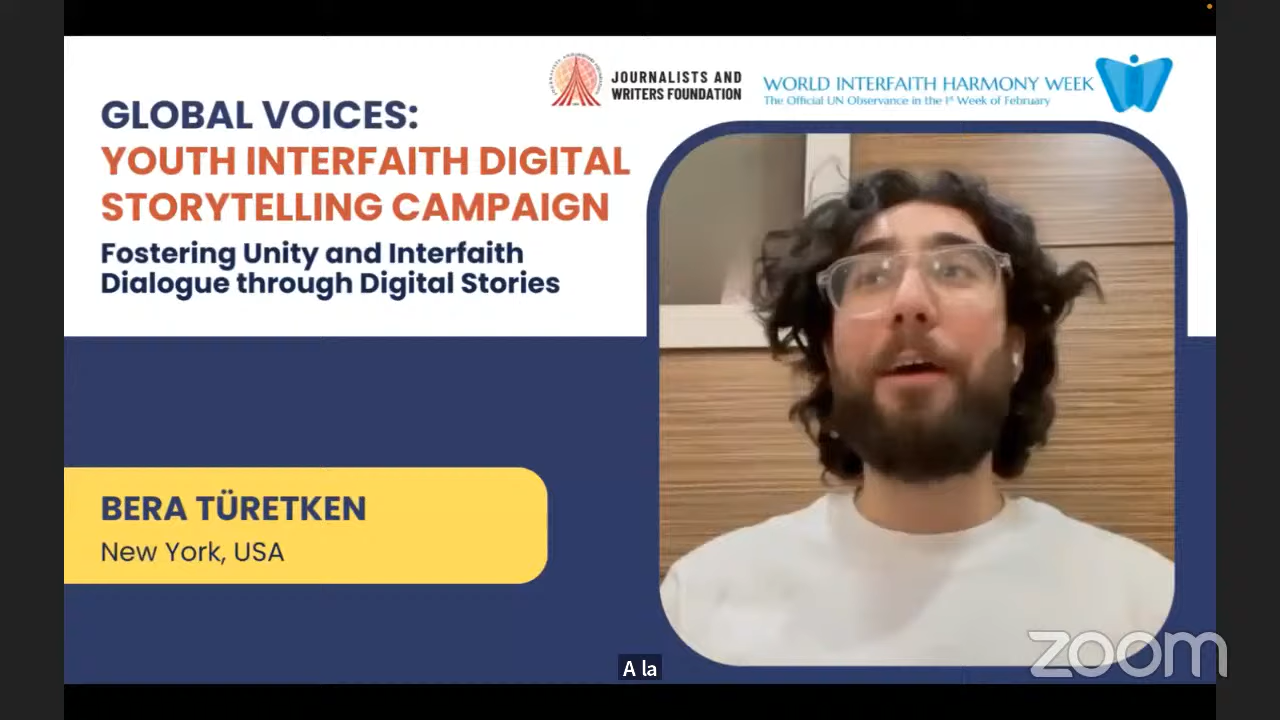 JOURNALISTS AND
WRITERS FOUNDATION
WORLD INTERFAITH HARMONY WEEK
The Official UN Observance in the 1st Week of February
GLOBAL VOICES:
YOUTH INTERFAITH DIGITAL
STORYTELLING CAMPAIGN
Fostering Unity and Interfaith
Dialogue through Digital Stories
BERA TÜRETKEN
New York, USA
A la
zoom